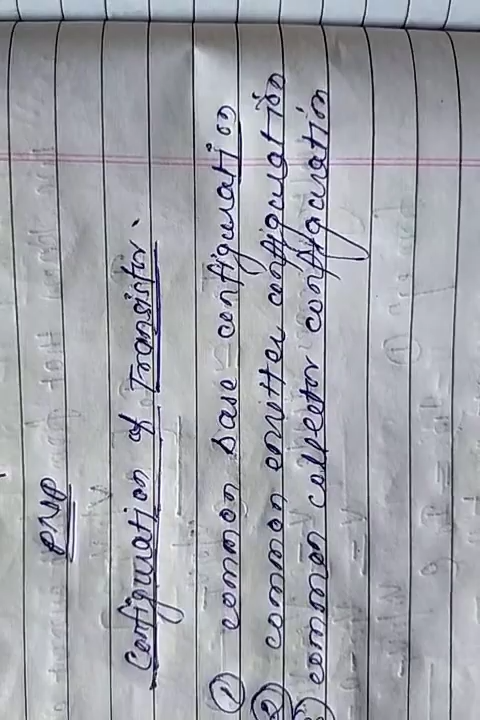 PNP
Configuration of Transistor.
① common base configuration
② common emitter configuration
③ common collector configuration